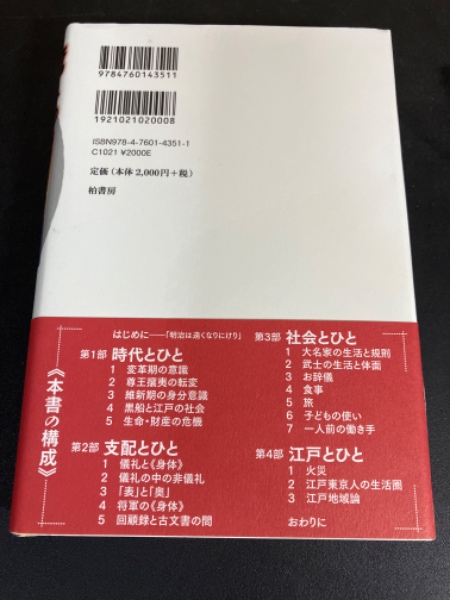 9784760143511
1921021020008
ISBN978-4-7601-4351-1
C1021 ¥2000E
定価（本体 2,000円＋税）
柏書房
《本書の構成》
はじめに──「明治は遠くなりにけり」
第1部 時代とひと
1 変革期の意識
2 尊王攘夷の転変
3 維新期の身分意識
4 黒船と江戸の社会
5 生命・財産の危機
第2部 支配とひと
1 儀礼と《身体》
2 儀礼の中の非儀礼
3 「表」と「奥」
4 将軍の《身体》
5 回顧録と古文書の間
第3部 社会とひと
1 大名家の生活と規則
2 武士の生活と体面
3 お辞儀
4 食事
5 旅
6 子どもの使い
7 一人前の働き手
第4部 江戸とひと
1 火災
2 江戸東京人の生活圏
3 江戸地域論
おわりに